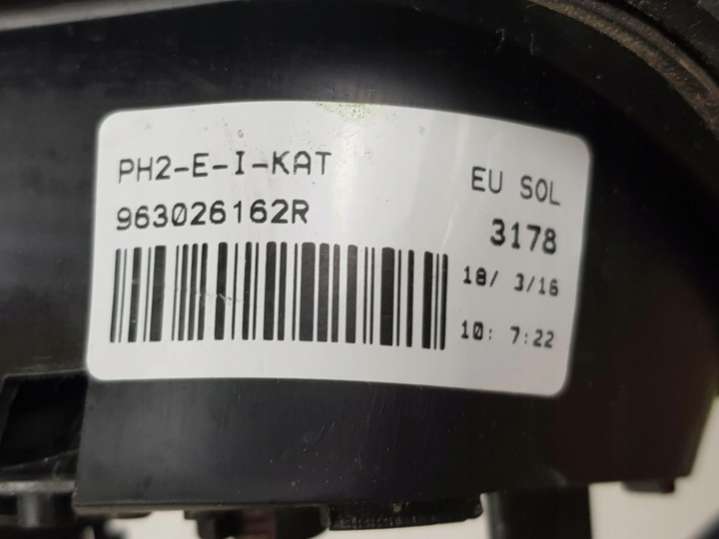 PH2-E-I-KAT
963026162R
EU SOL
3178
18/ 3/16
10: 7:22